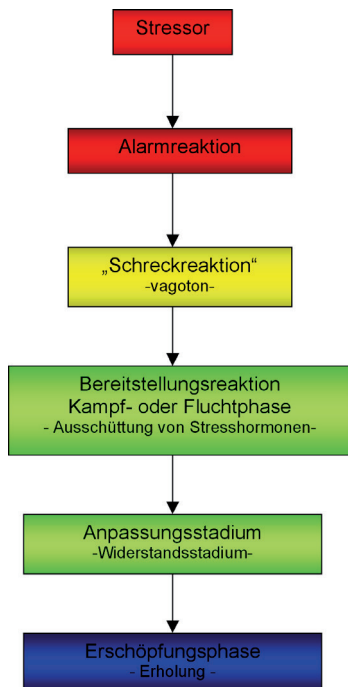 Stressor
Alarmreaktion
„Schreckreaktion“
-vagoton-
Bereitstellungsreaktion
Kampf- oder Fluchtphase
- Ausschüttung von Stresshormonen-
Anpassungsstadium
-Widerstandsstadium-
Erschöpfungsphase
- Erholung -